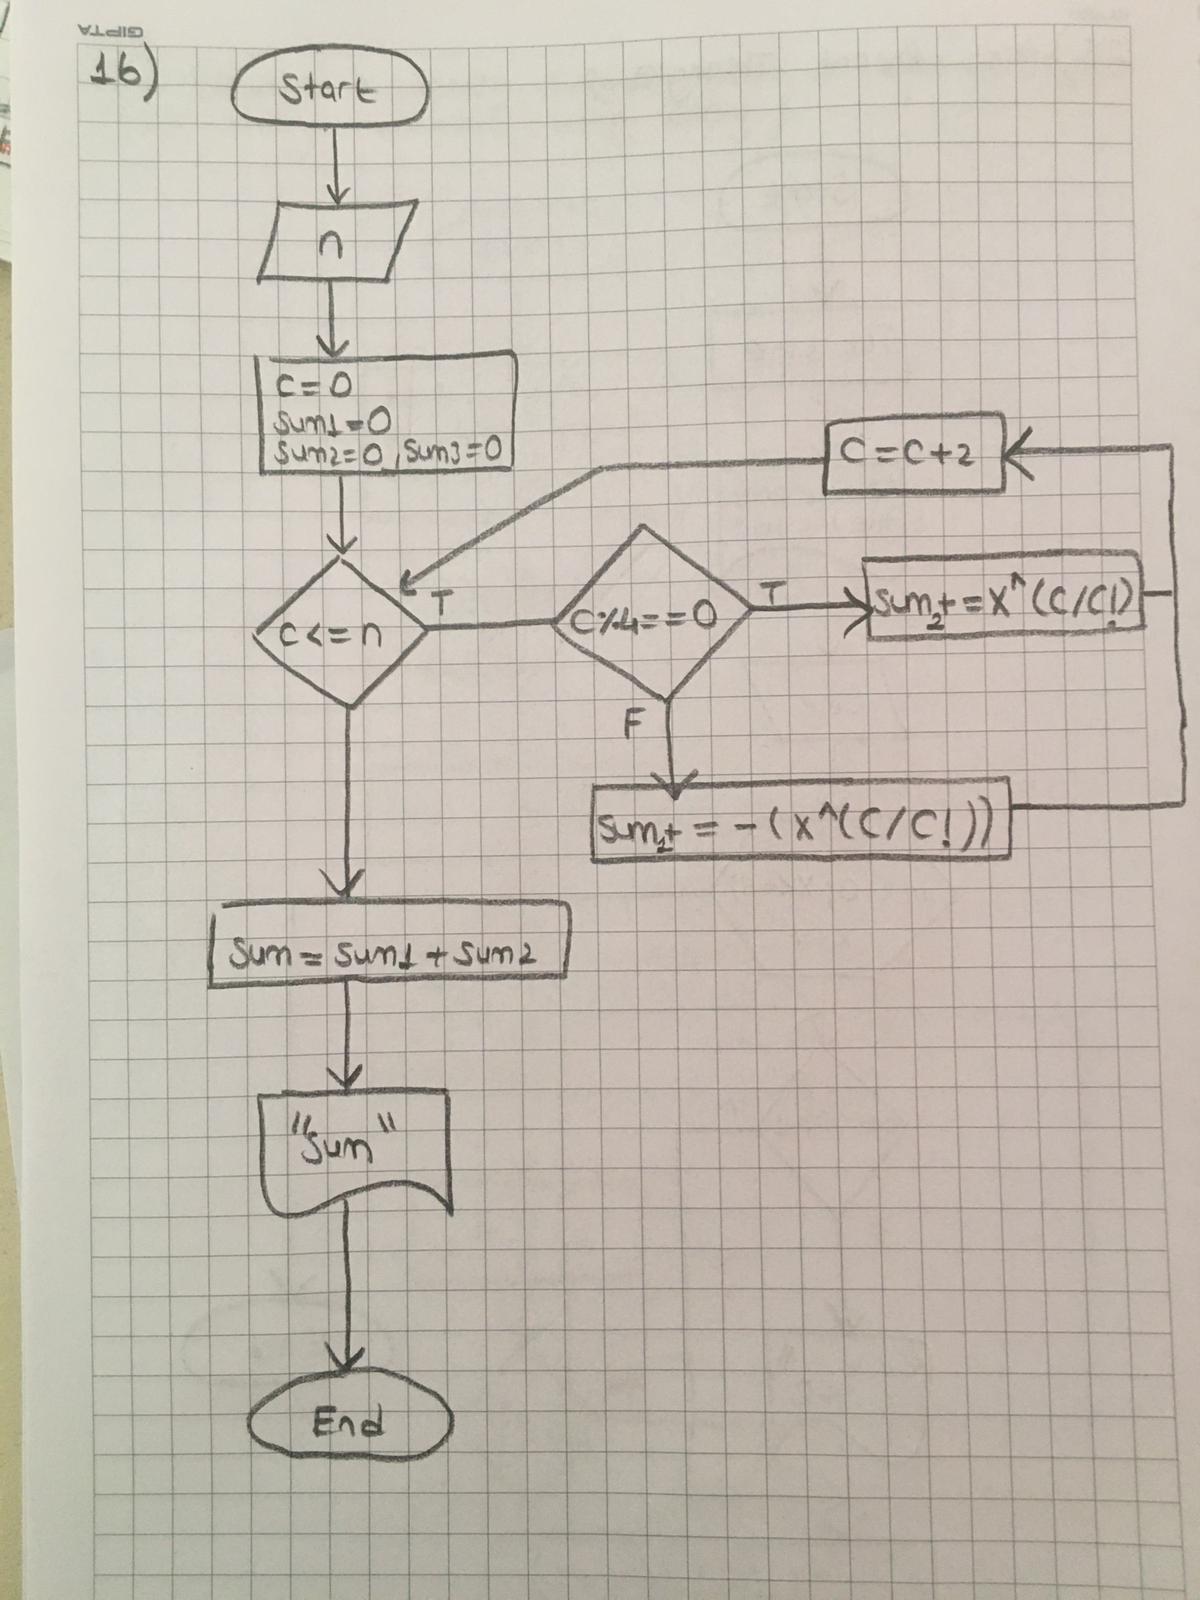 GIPTA
16)
Start
n
C=0
Sum1=0
Sum2=0, Sum3=0
C=C+2
C<=n
T
C%4==0
T
Sum2+=X^(C/C!)
F
Sum1+=-(X^(C/C!))
Sum=Sum1+Sum2
"Sum"
End